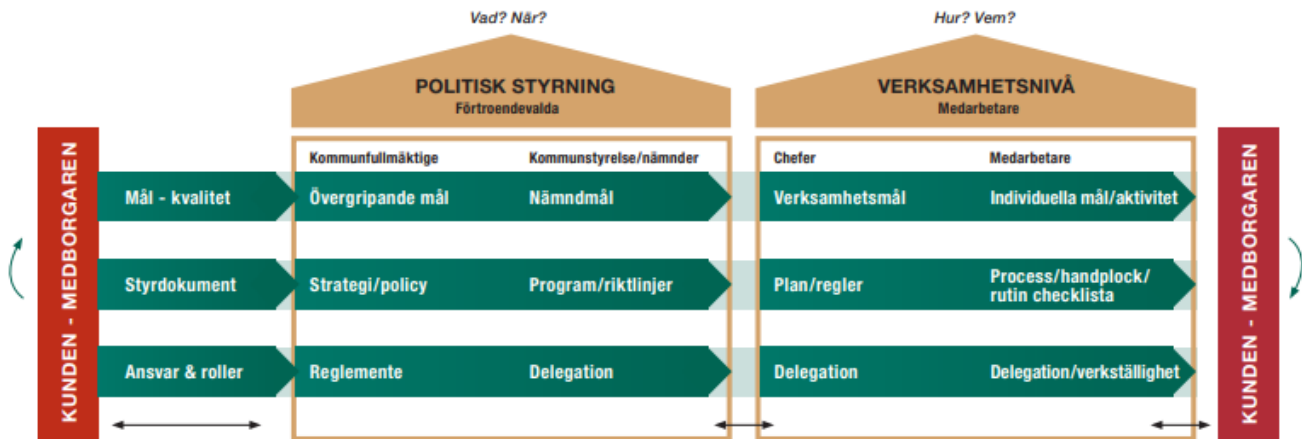 Vad? När?
Hur? Vem?
POLITISK STYRNING
Förtroendevalda
VERKSAMHETSNIVÅ
Medarbetare
KUNDEN - MEDBORGAREN
Kommunfullmäktige
Kommunstyrelse/nämnder
Chefer
Medarbetare
Mål - kvalitet
Övergripande mål
Nämndmål
Verksamhetsmål
Individuella mål/aktivitet
Styrdokument
Strategi/policy
Program/riktlinjer
Plan/regler
Process/handplock/
rutin checklista
Ansvar & roller
Reglemente
Delegation
Delegation
Delegation/verkställighet
KUNDEN - MEDBORGAREN